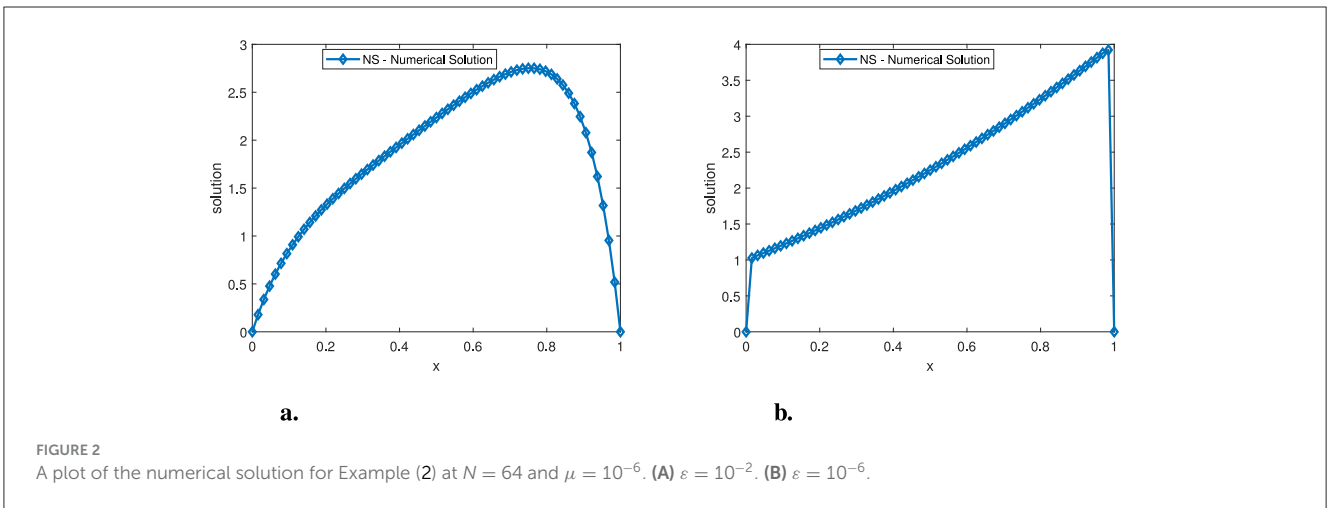 3
2.5
2
1.5
1
0.5
0
solution
NS - Numerical Solution
0
0.2
0.4
0.6
0.8
1
x
a.
4
3.5
3
2.5
2
1.5
1
0.5
0
solution
NS - Numerical Solution
0
0.2
0.4
0.6
0.8
1
x
b.
FIGURE 2
A plot of the numerical solution for Example (2) at N = 64 and μ = 10⁻⁶. (A) ε = 10⁻². (B) ε = 10⁻⁶.